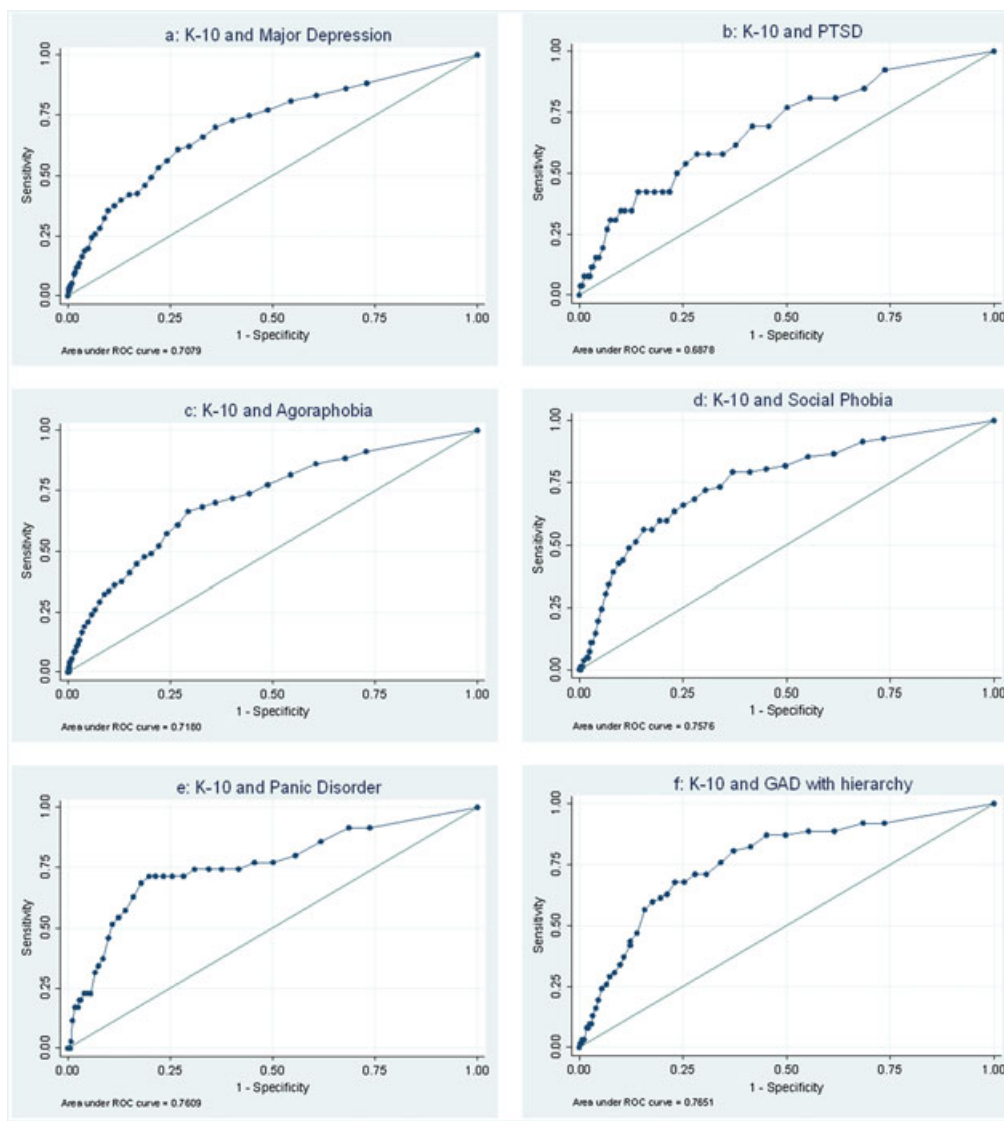 a: K-10 and Major Depression
Sensitivity
1.00
0.75
0.50
0.25
0.00
0.00 0.25 0.50 0.75 1.00
1 - Specificity
Area under ROC curve = 0.7079
b: K-10 and PTSD
Sensitivity
1.00
0.75
0.50
0.25
0.00
0.00 0.25 0.50 0.75 1.00
1 - Specificity
Area under ROC curve = 0.6878
c: K-10 and Agoraphobia
Sensitivity
1.00
0.75
0.50
0.25
0.00
0.00 0.25 0.50 0.75 1.00
1 - Specificity
Area under ROC curve = 0.7180
d: K-10 and Social Phobia
Sensitivity
1.00
0.75
0.50
0.25
0.00
0.00 0.25 0.50 0.75 1.00
1 - Specificity
Area under ROC curve = 0.7576
e: K-10 and Panic Disorder
Sensitivity
1.00
0.75
0.50
0.25
0.00
0.00 0.25 0.50 0.75 1.00
1 - Specificity
Area under ROC curve = 0.7609
f: K-10 and GAD with hierarchy
Sensitivity
1.00
0.75
0.50
0.25
0.00
0.00 0.25 0.50 0.75 1.00
1 - Specificity
Area under ROC curve = 0.7651